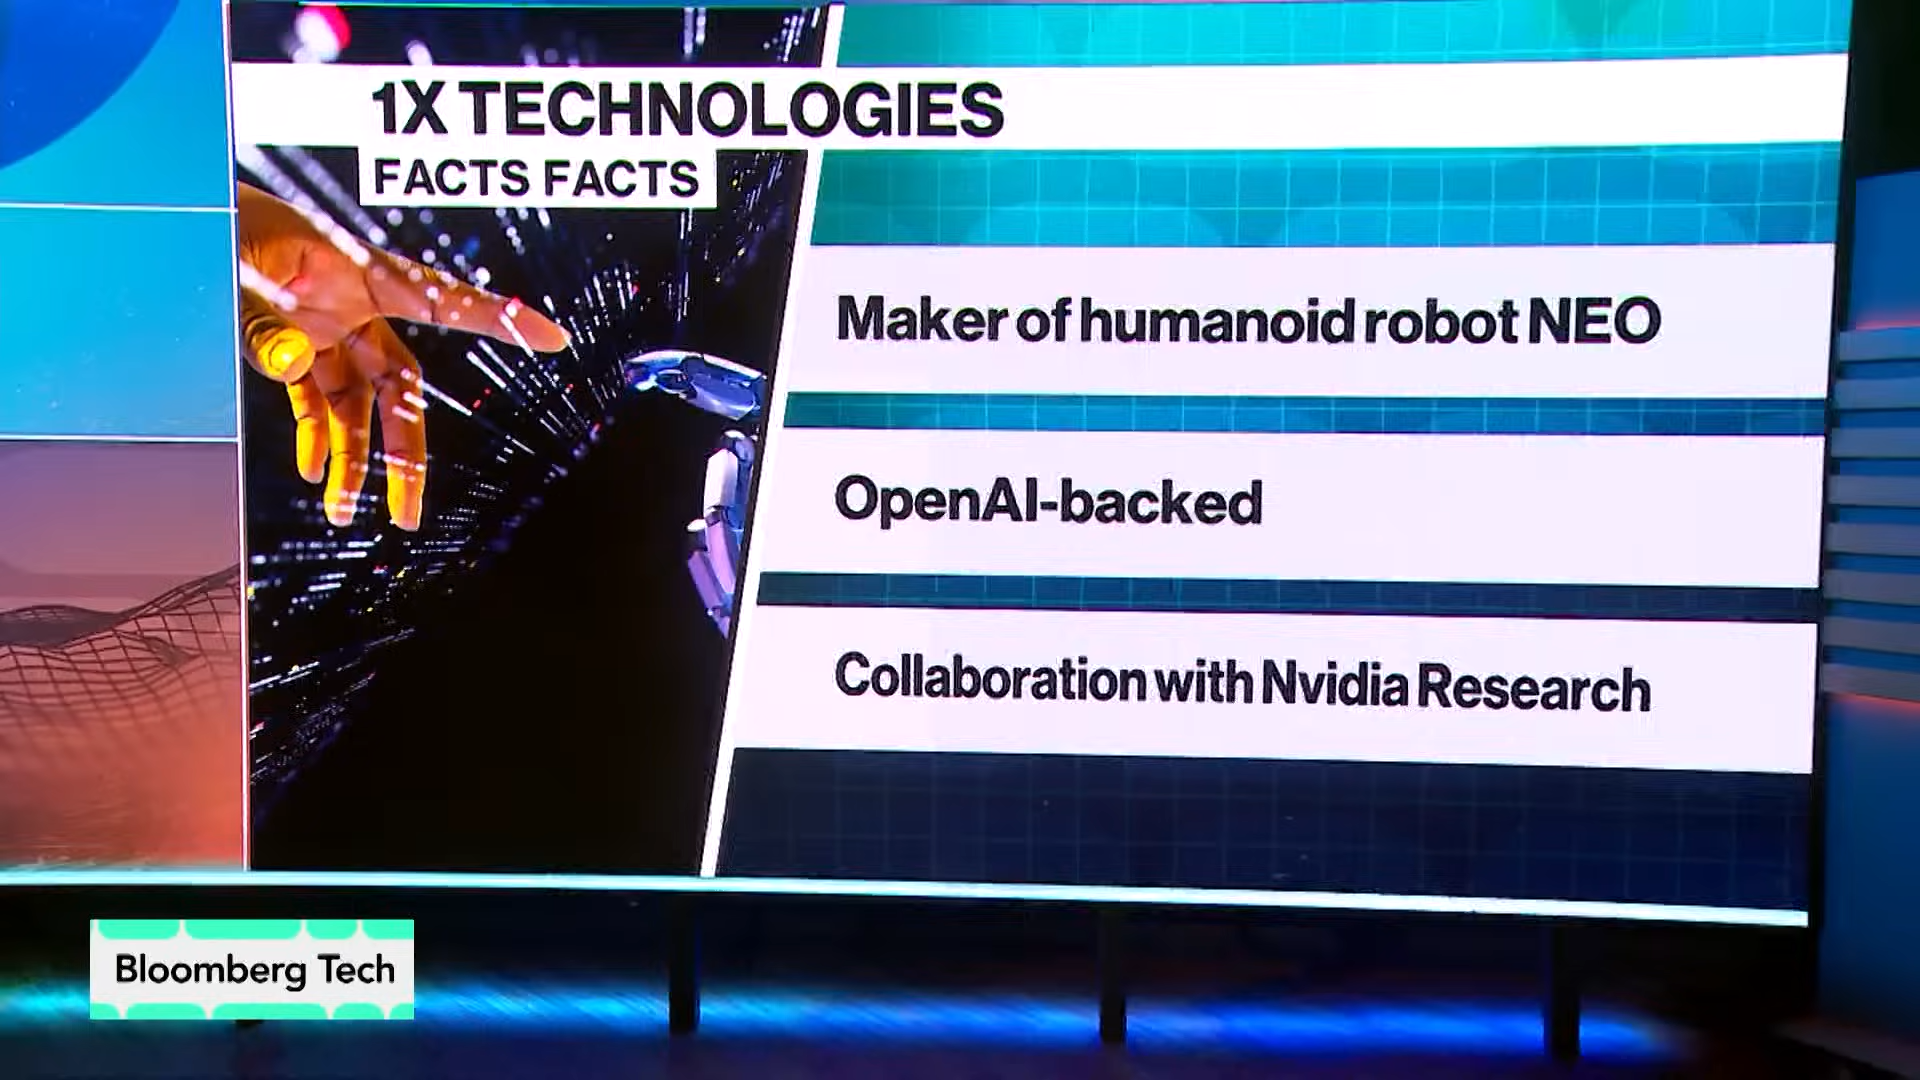 1X TECHNOLOGIES
FACTS FACTS
Maker of humanoid robot NEO
OpenAI-backed
Collaboration with Nvidia Research
Bloomberg Tech